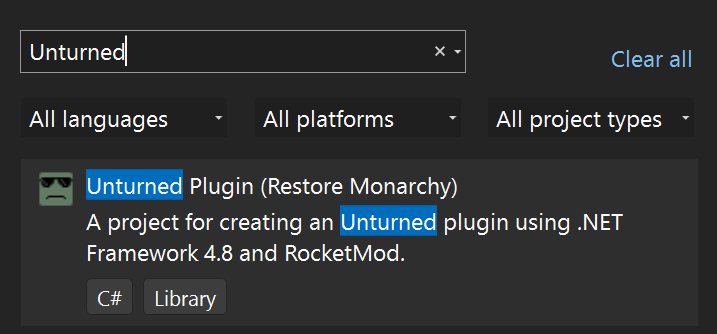 Unturned
Clear all
All languages
All platforms
All project types
Unturned Plugin (Restore Monarchy)
A project for creating an Unturned plugin using .NET
Framework 4.8 and RocketMod.
C#
Library